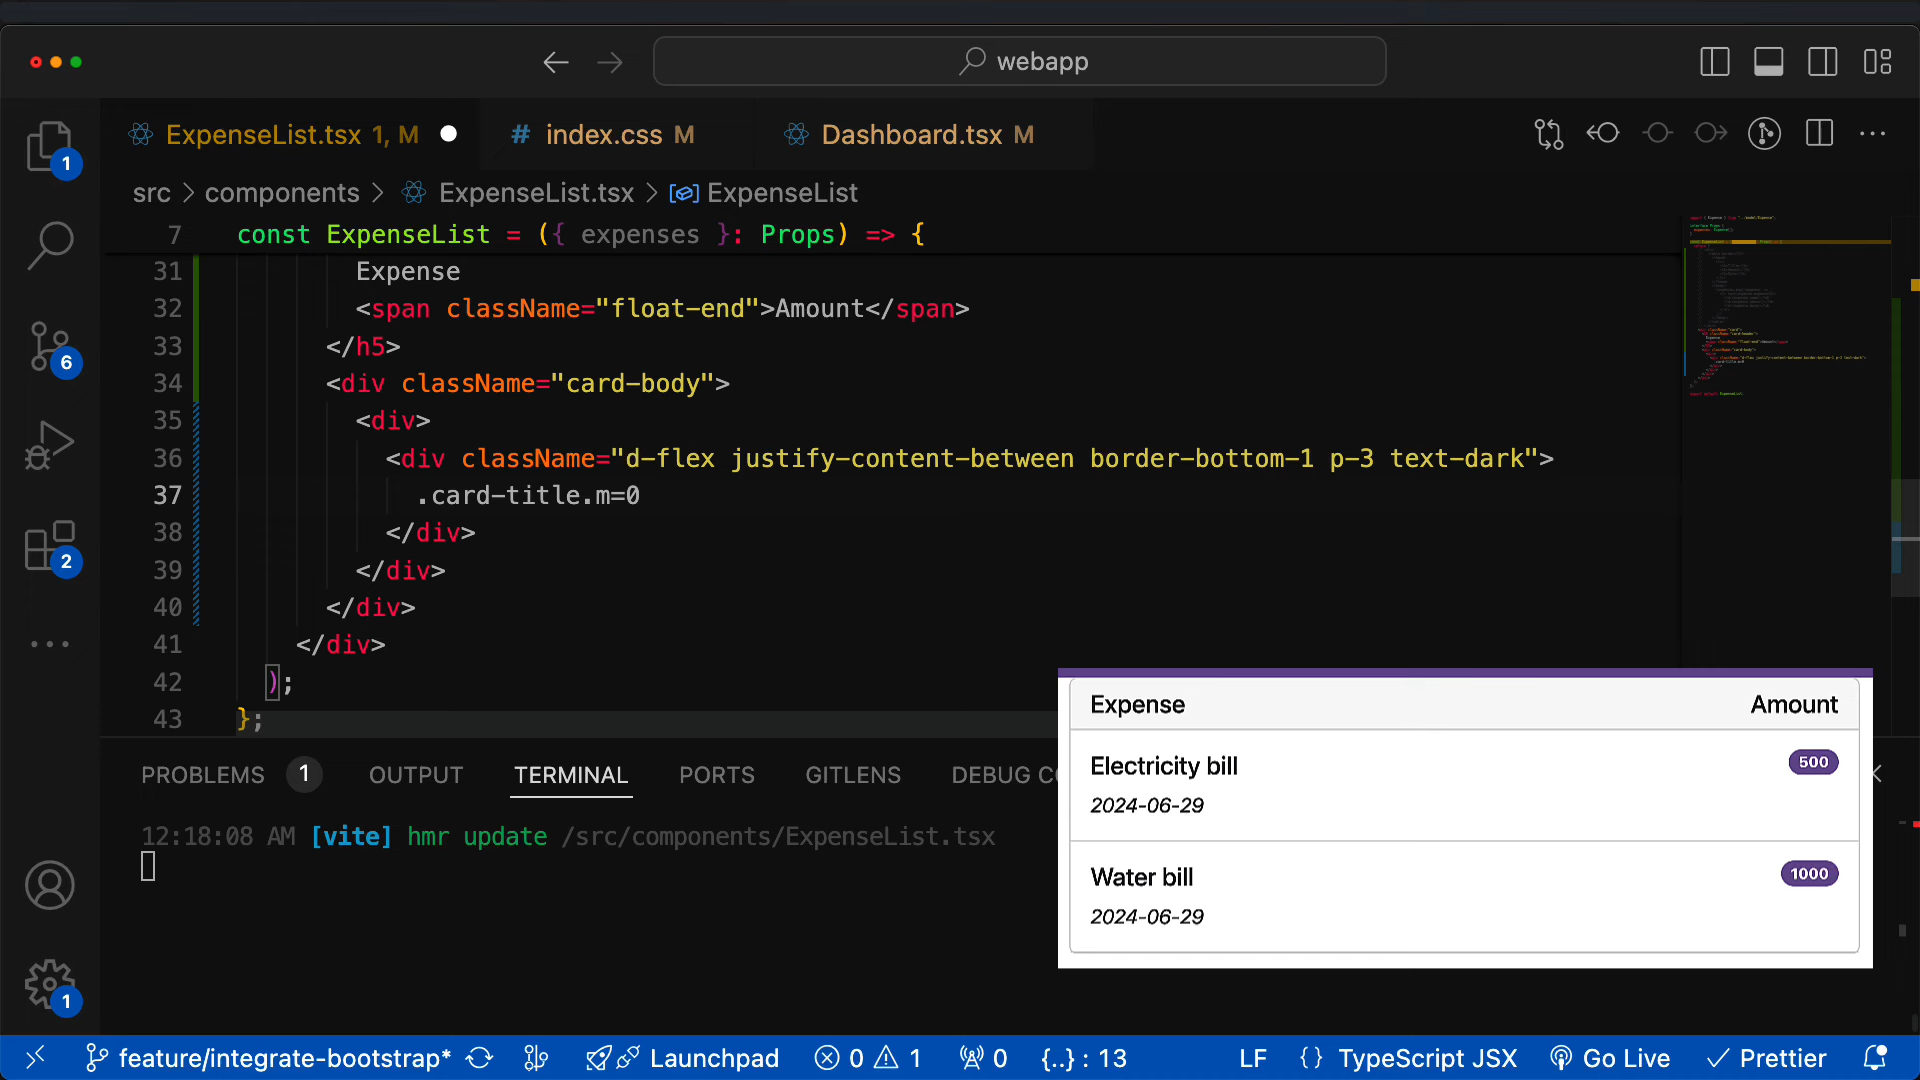 webapp
ExpenseList.tsx 1, M
# index.css M
Dashboard.tsx M
src > components > ExpenseList.tsx > ExpenseList
7 const ExpenseList = ({ expenses }: Props) => {
31 Expense
32 <span className="float-end">Amount</span>
33 </h5>
34 <div className="card-body">
35 <div>
36 <div className="d-flex justify-content-between border-bottom-1 p-3 text-dark">
37 .card-title.m=0
38 </div>
39 </div>
40 </div>
41 </div>
42 );
43 };
1
6
2
1
PROBLEMS 1 OUTPUT TERMINAL PORTS GITLENS DEBUG CO
12:18:08 AM [vite] hmr update /src/components/ExpenseList.tsx
Expense Amount
Electricity bill 500
2024-06-29
Water bill 1000
2024-06-29
feature/integrate-bootstrap* Launchpad 0 1 0 {..} : 13 LF {} TypeScript JSX Go Live Prettier